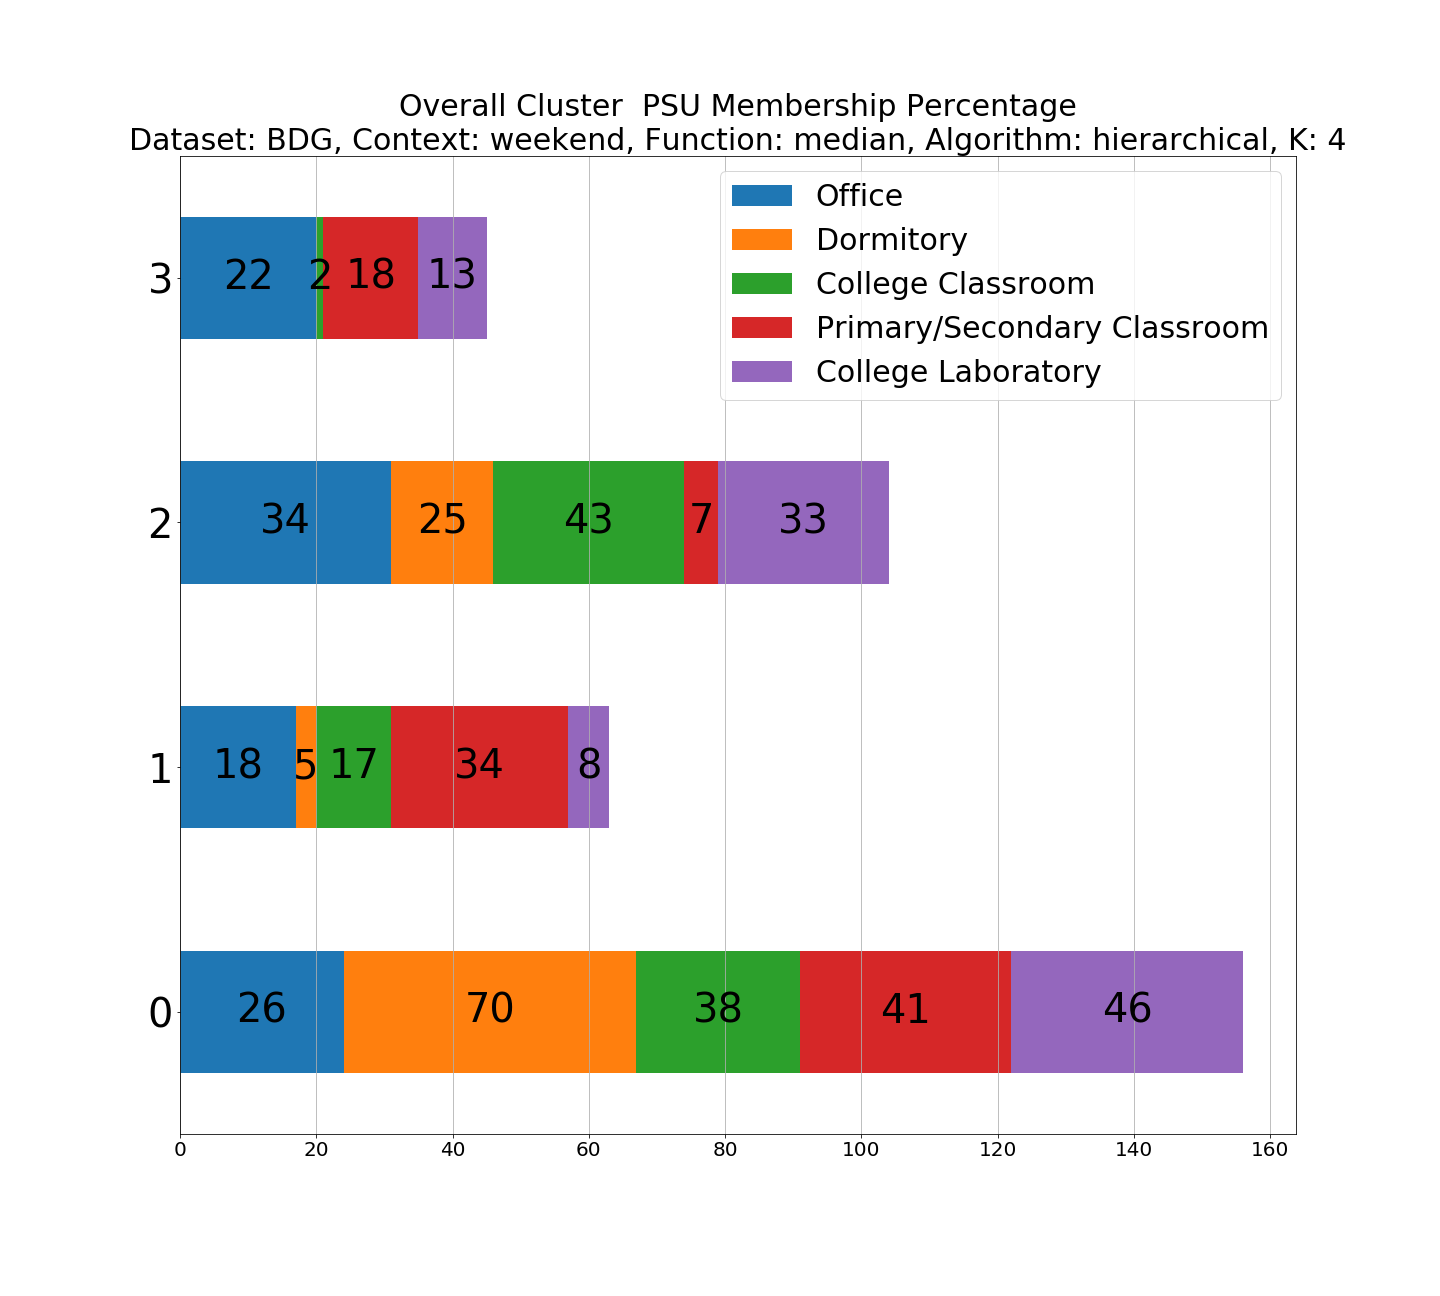 Overall Cluster  PSU Membership Percentage
Dataset: BDG, Context: weekend, Function: median, Algorithm: hierarchical, K: 4
Office
Dormitory
College Classroom
Primary/Secondary Classroom
College Laboratory
3 22 2 18 13
2 34 25 43 7 33
1 18 5 17 34 8
0 26 70 38 41 46
0 20 40 60 80 100 120 140 160